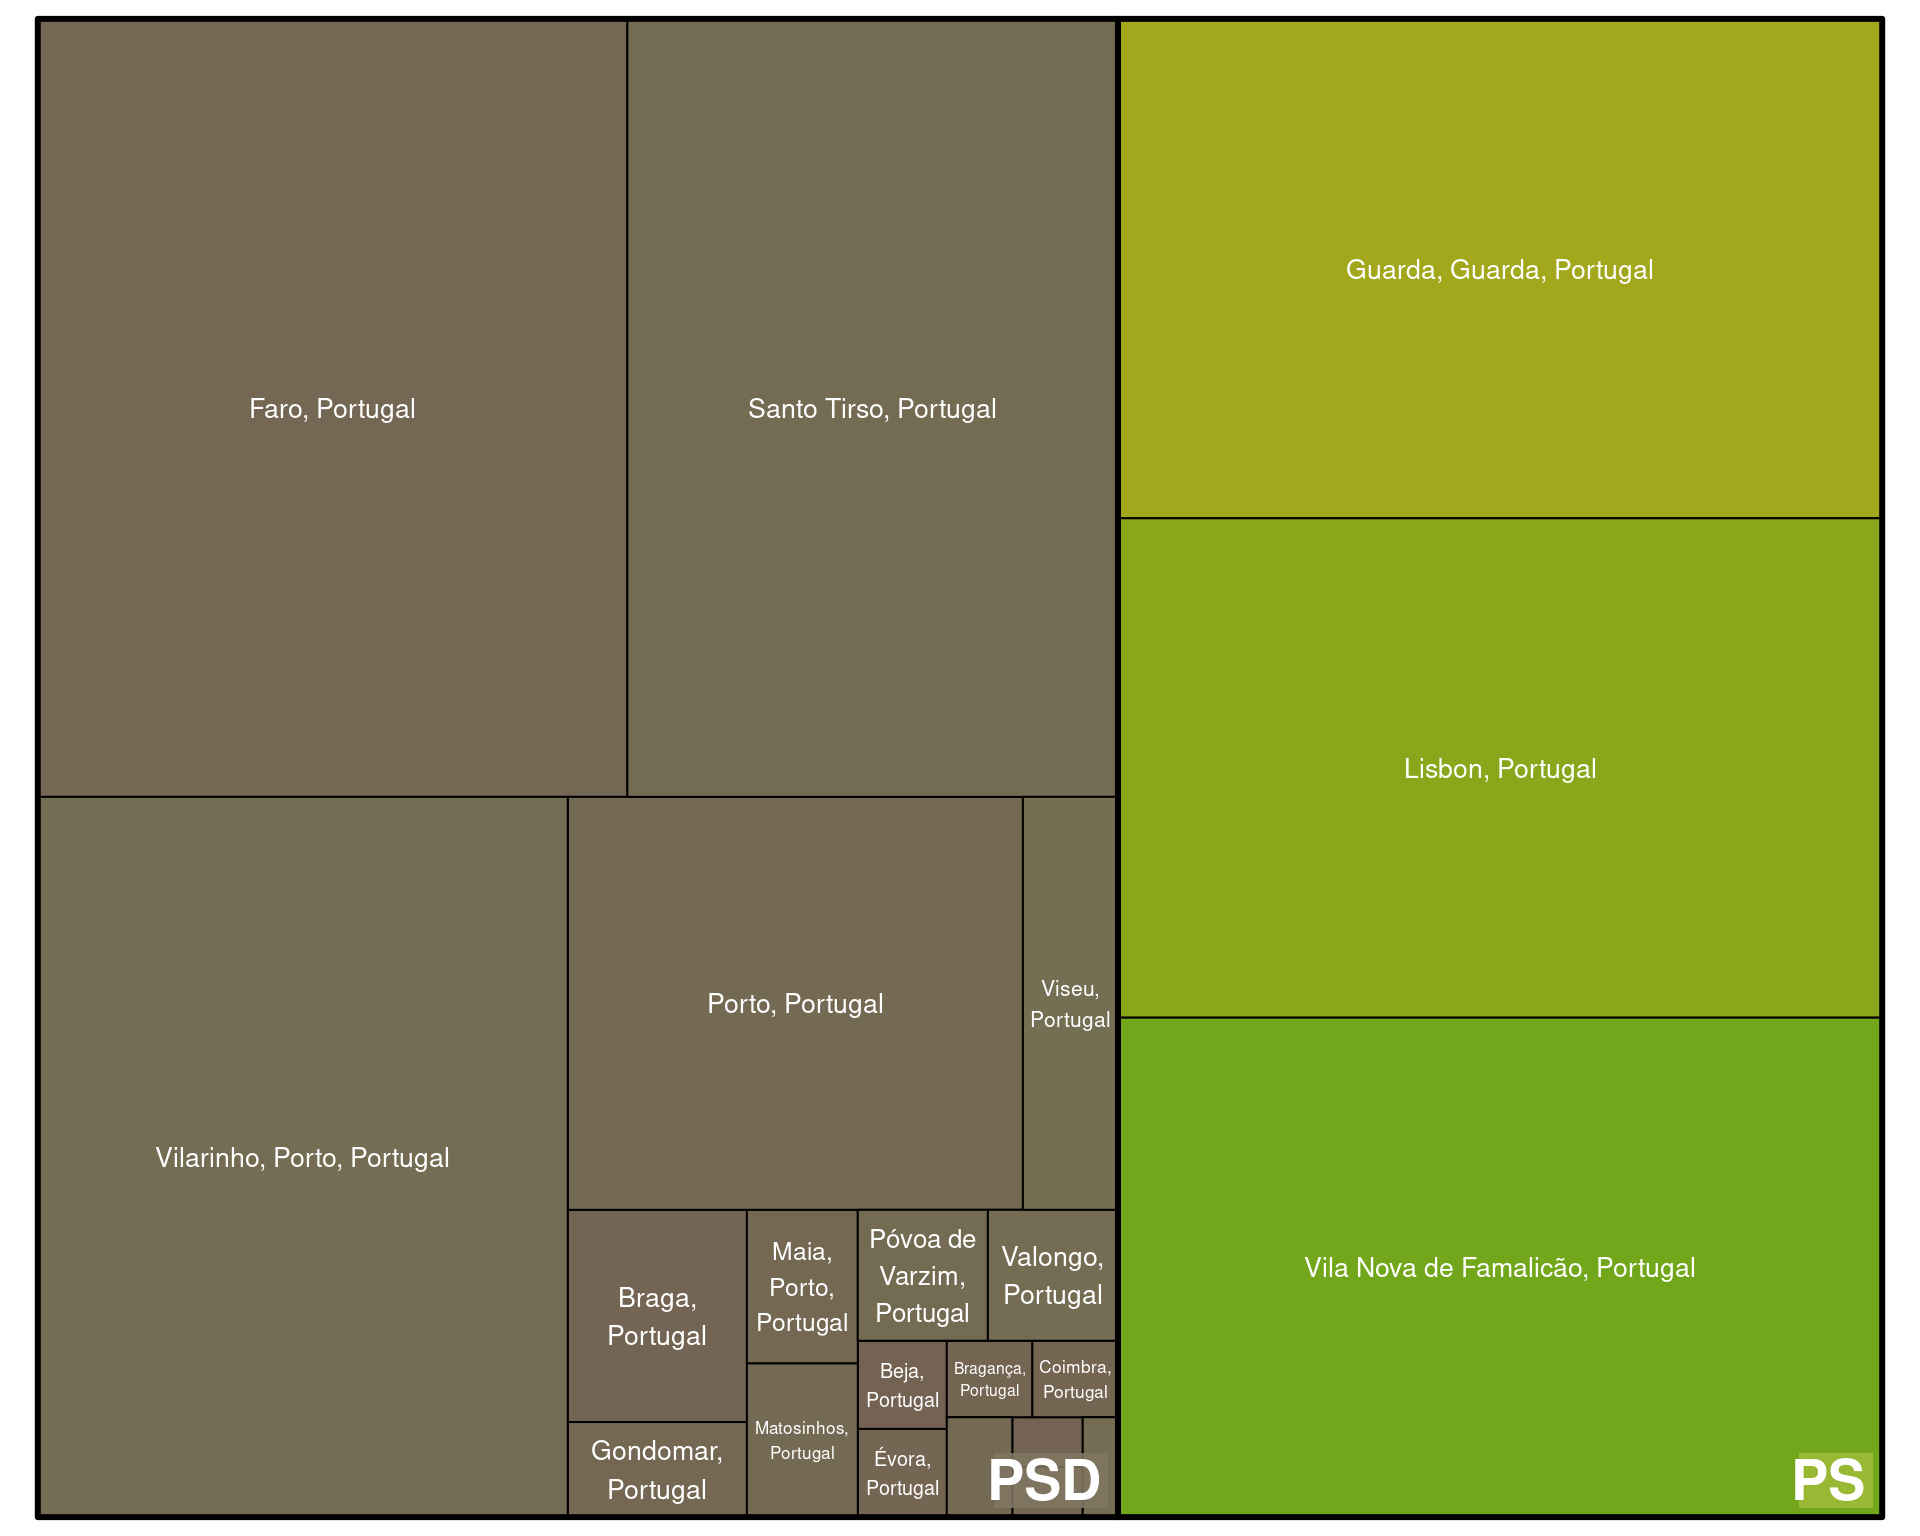 Faro, Portugal
Santo Tirso, Portugal
Guarda, Guarda, Portugal
Lisbon, Portugal
Vilarinho, Porto, Portugal
Porto, Portugal
Viseu,
Portugal
Vila Nova de Famalicão, Portugal
Braga,
Portugal
Maia,
Porto,
Portugal
Póvoa de
Varzim,
Portugal
Valongo,
Portugal
Beja,
Portugal
Bragança,
Portugal
Coimbra,
Portugal
Gondomar,
Portugal
Matosinhos,
Portugal
Évora,
Portugal
PSD
PS